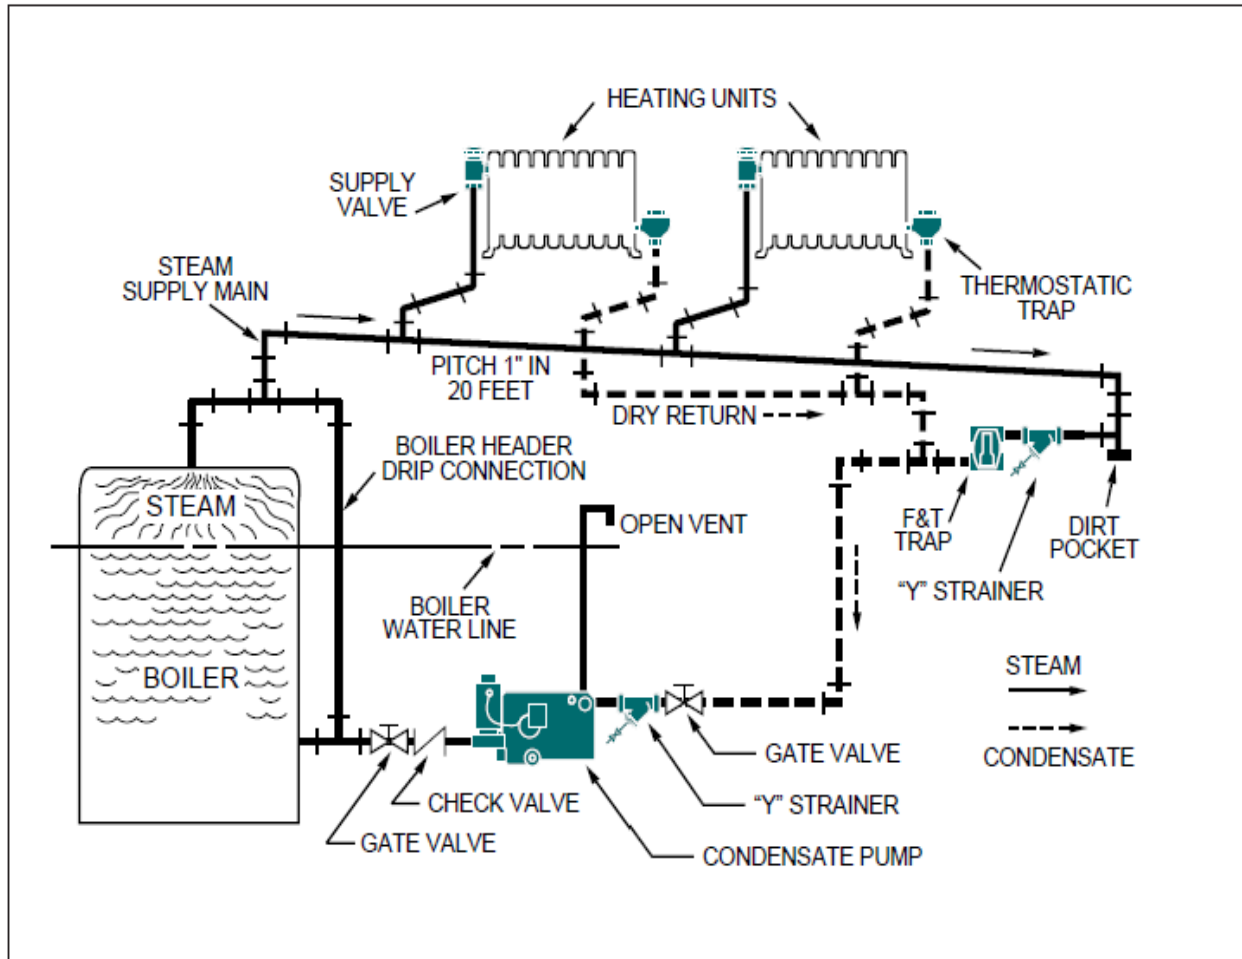 HEATING UNITS
SUPPLY
VALVE
STEAM
SUPPLY MAIN
THERMOSTATIC
TRAP
PITCH 1" IN
20 FEET
DRY RETURN
BOILER HEADER
DRIP CONNECTION
STEAM
OPEN VENT
F&T
TRAP
DIRT
POCKET
"Y" STRAINER
BOILER
WATER LINE
BOILER
STEAM
CONDENSATE
GATE VALVE
"Y" STRAINER
CHECK VALVE
GATE VALVE
CONDENSATE PUMP